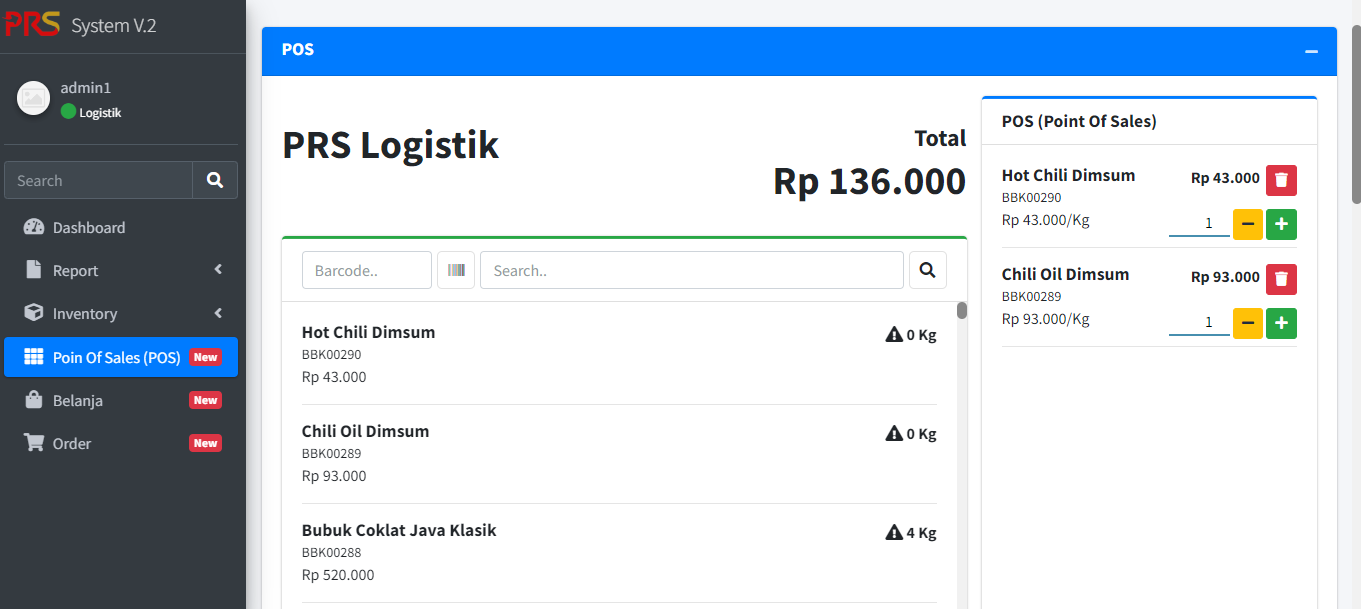 PRS System V.2
admin1
Logistik
Search
Dashboard
Report
Inventory
Poin Of Sales (POS) New
Belanja New
Order New
POS
PRS Logistik
Total
Rp 136.000
Barcode..
Search..
Hot Chili Dimsum
0 Kg
BBK00290
Rp 43.000
Chili Oil Dimsum
0 Kg
BBK00289
Rp 93.000
Bubuk Coklat Java Klasik
4 Kg
BBK00288
Rp 520.000
POS (Point Of Sales)
Hot Chili Dimsum
Rp 43.000
BBK00290
Rp 43.000/Kg
1
Chili Oil Dimsum
Rp 93.000
BBK00289
Rp 93.000/Kg
1